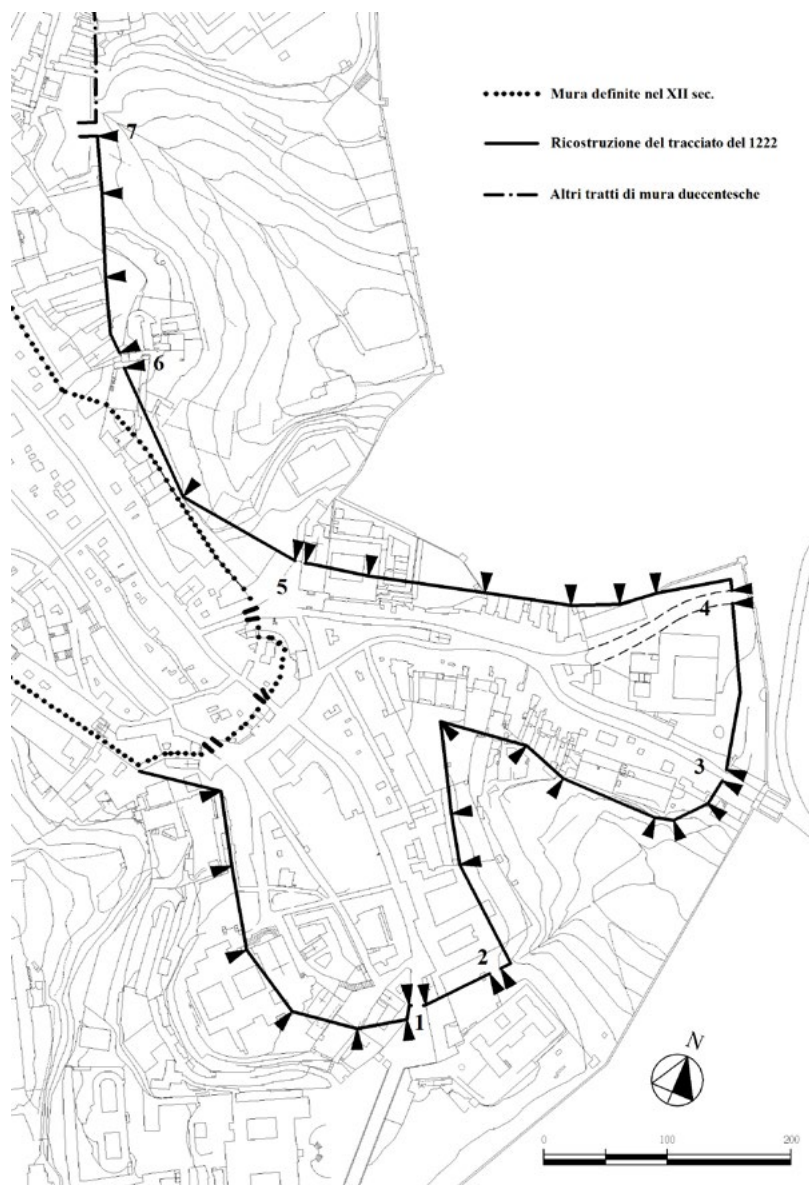 Mura definite nel XII sec.
7
Ricostruzione del tracciato del 1222
Altri tratti di mura duecentesche
6
5
4
3
2
1
N
0 100 200